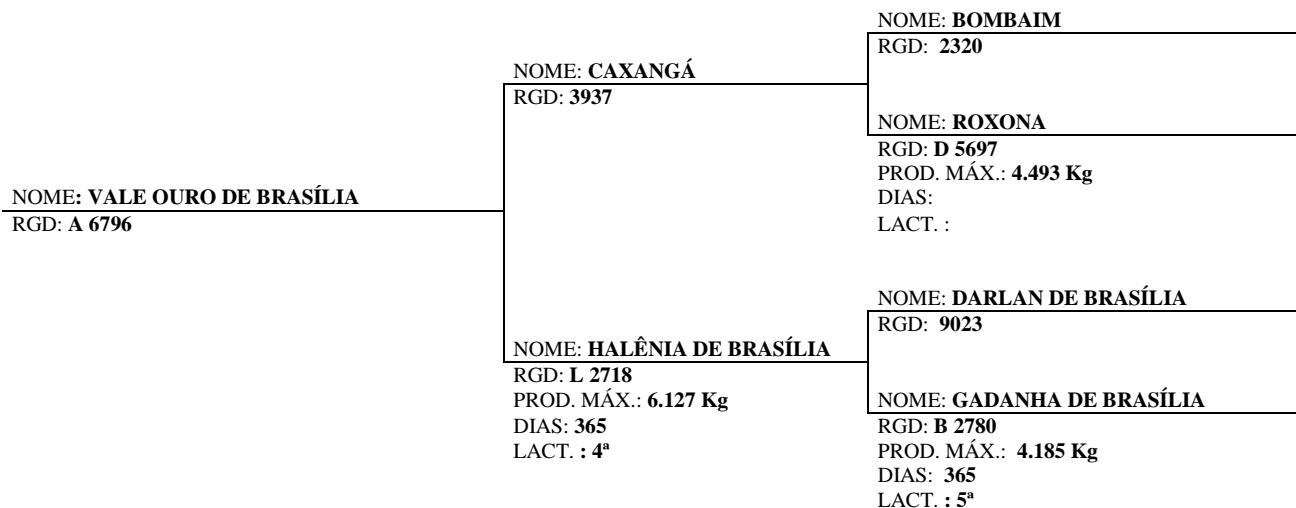 NOME: BOMBAIM
RGD: 2320
NOME: CAXANGÁ
RGD: 3937
NOME: ROXONA
RGD: D 5697
PROD. MÁX.: 4.493 Kg
DIAS:
LACT. :
NOME: VALE OURO DE BRASÍLIA
RGD: A 6796
NOME: DARLAN DE BRASÍLIA
RGD: 9023
NOME: HALÊNIA DE BRASÍLIA
RGD: L 2718
PROD. MÁX.: 6.127 Kg
DIAS: 365
LACT. : 4ª
NOME: GADANHA DE BRASÍLIA
RGD: B 2780
PROD. MÁX.: 4.185 Kg
DIAS: 365
LACT. : 5ª